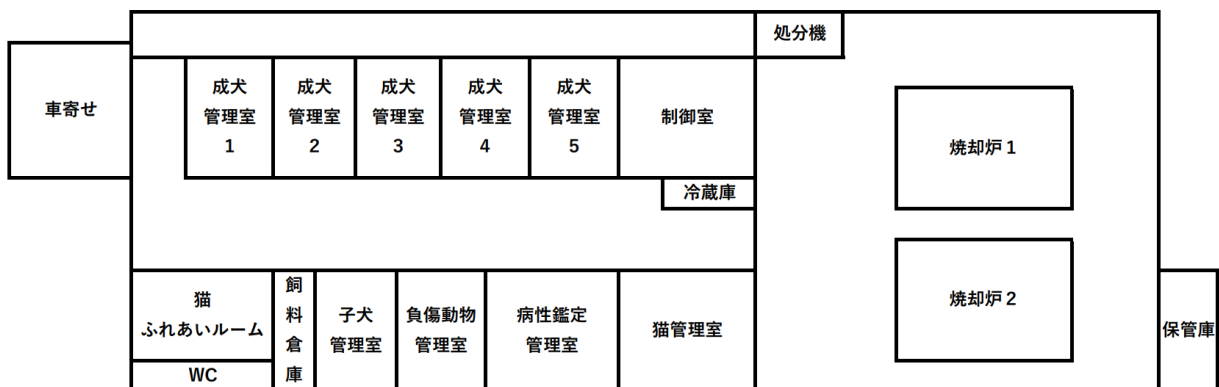 処分機
車寄せ
成犬
管理室
1
成犬
管理室
2
成犬
管理室
3
成犬
管理室
4
成犬
管理室
5
制御室
冷蔵庫
焼却炉1
焼却炉2
猫
ふれあいルーム
WC
飼
料
倉
庫
子犬
管理室
負傷動物
管理室
病性鑑定
管理室
猫管理室
保管庫